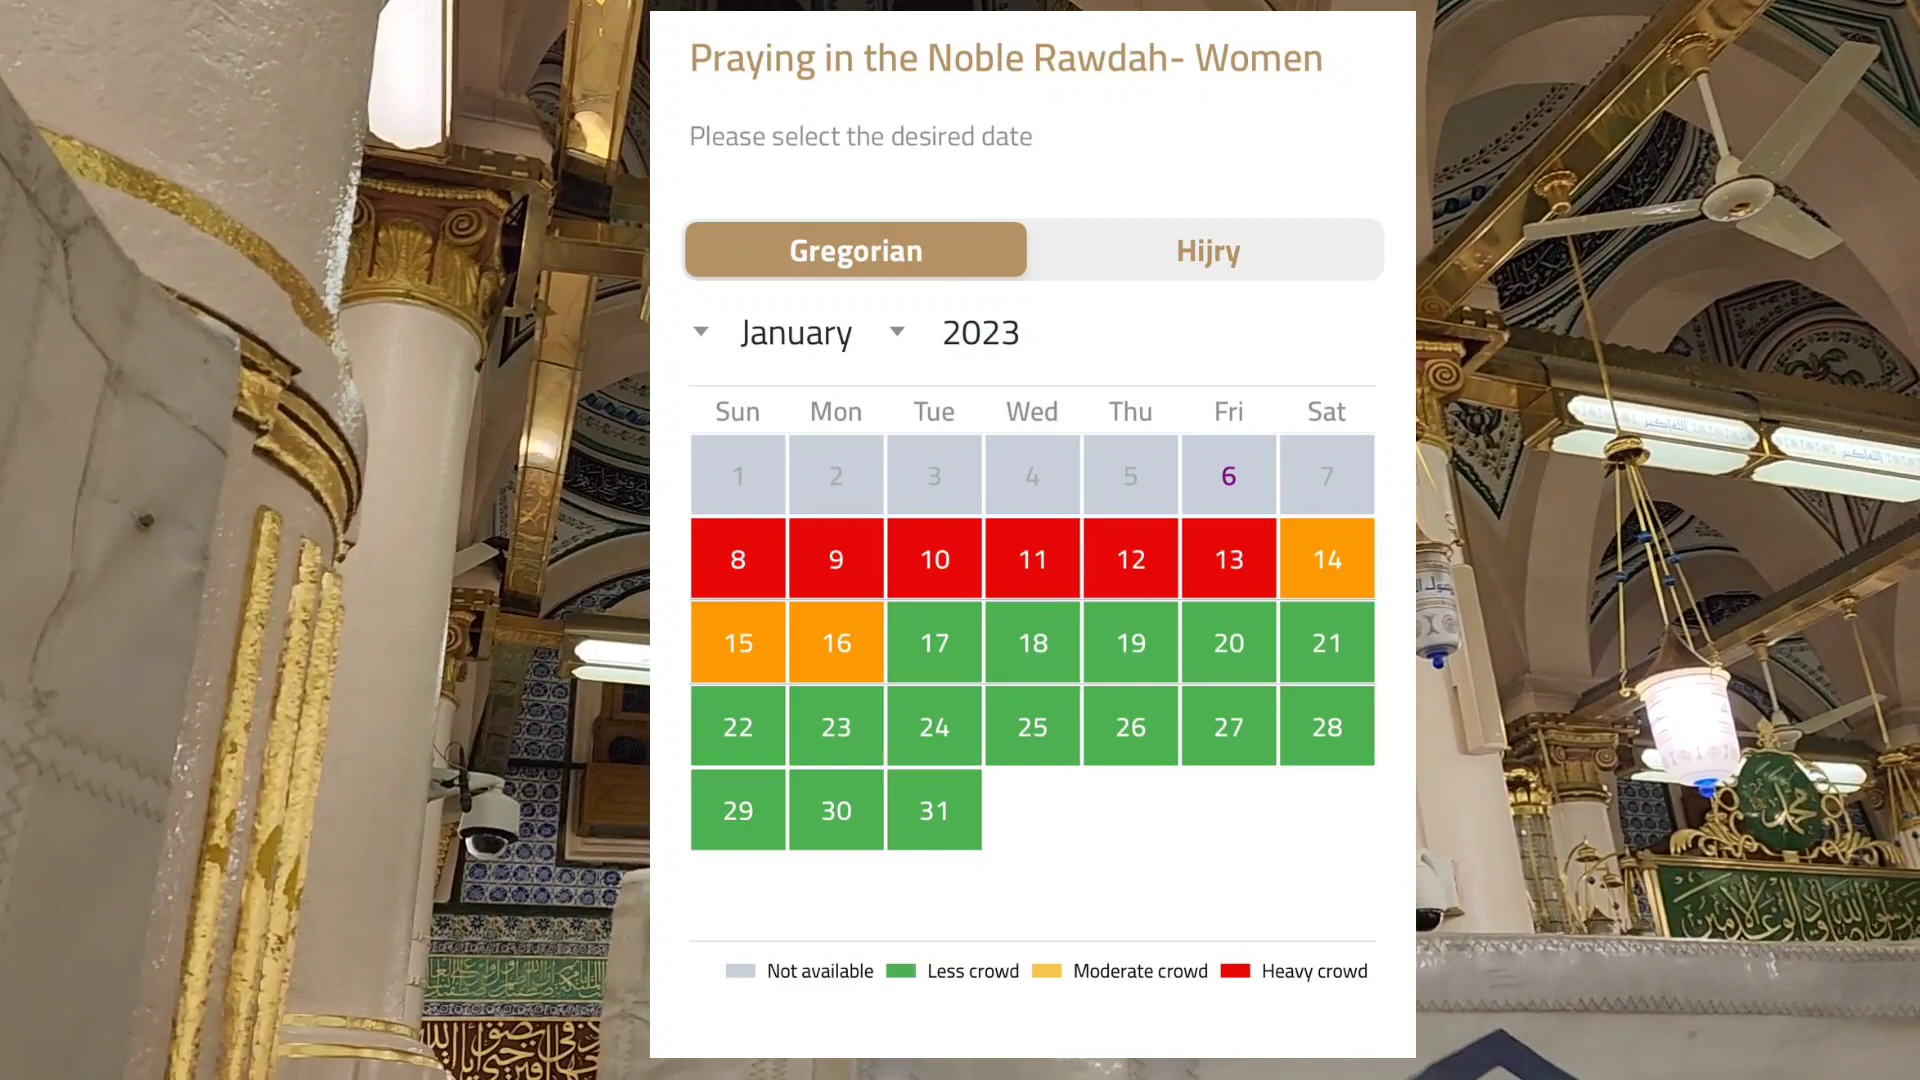 Praying in the Noble Rawdah- Women
Please select the desired date
Gregorian Hijry
January 2023
Sun Mon Tue Wed Thu Fri Sat
1 2 3 4 5 6 7
8 9 10 11 12 13 14
15 16 17 18 19 20 21
22 23 24 25 26 27 28
29 30 31
Not available Less crowd Moderate crowd Heavy crowd
محمد